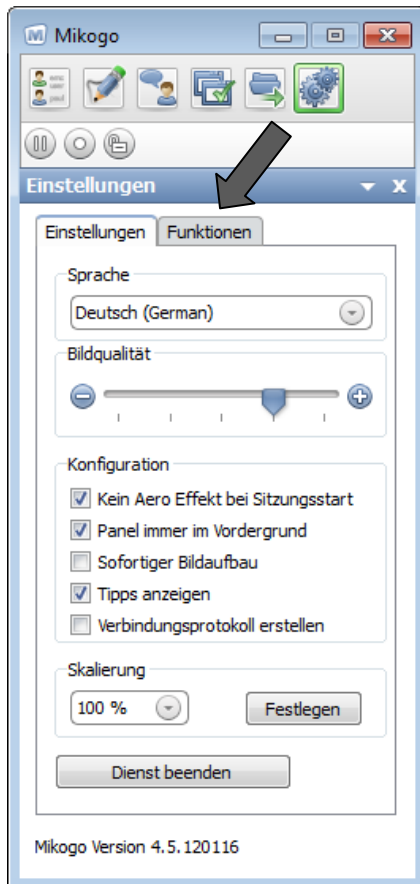 Mikogo
Einstellungen
Einstellungen
Funktionen
Sprache
Deutsch (German)
Bildqualität
Konfiguration
Kein Aero Effekt bei Sitzungsstart
Panel immer im Vordergrund
Sofortiger Bildaufbau
Tipps anzeigen
Verbindungsprotokoll erstellen
Skalierung
100 %
Festlegen
Dienst beenden
Mikogo Version 4.5.120116